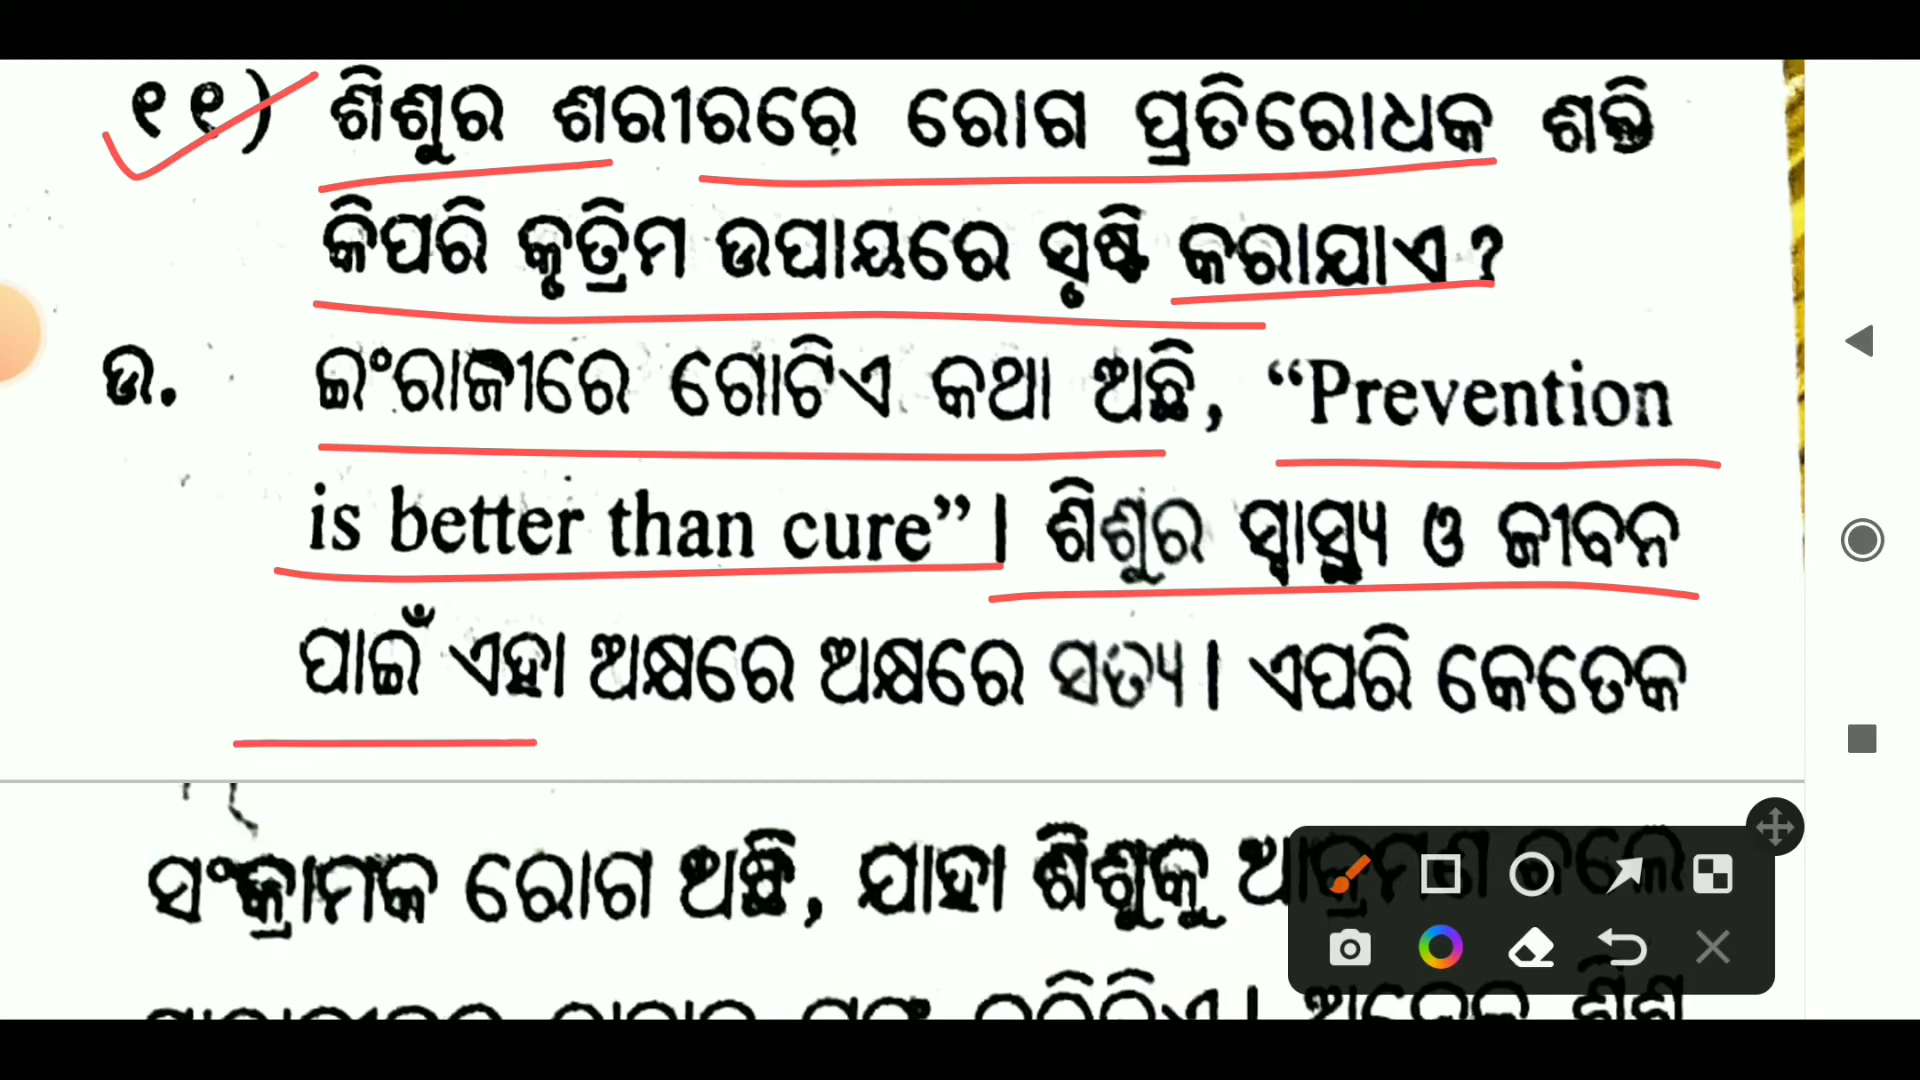 ୧୧) ଶିଶୁର ଶରୀରରେ ରୋଗ ପ୍ରତିରୋଧକ ଶକ୍ତି
କିପରି କୃତ୍ରିମ ଉପାୟରେ ସୃଷ୍ଟି କରାଯାଏ ?
ଉ. ଇଂରାଜୀରେ ଗୋଟିଏ କଥା ଅଛି, “Prevention
is better than cure”। ଶିଶୁର ସ୍ୱାସ୍ଥ୍ୟ ଓ ଜୀବନ
ପାଇଁ ଏହା ଅକ୍ଷରେ ଅକ୍ଷରେ ସତ୍ୟ। ଏପରି କେତେକ
ସଂକ୍ରାମକ ରୋଗ ଅଛି, ଯାହା ଶିଶୁକୁ